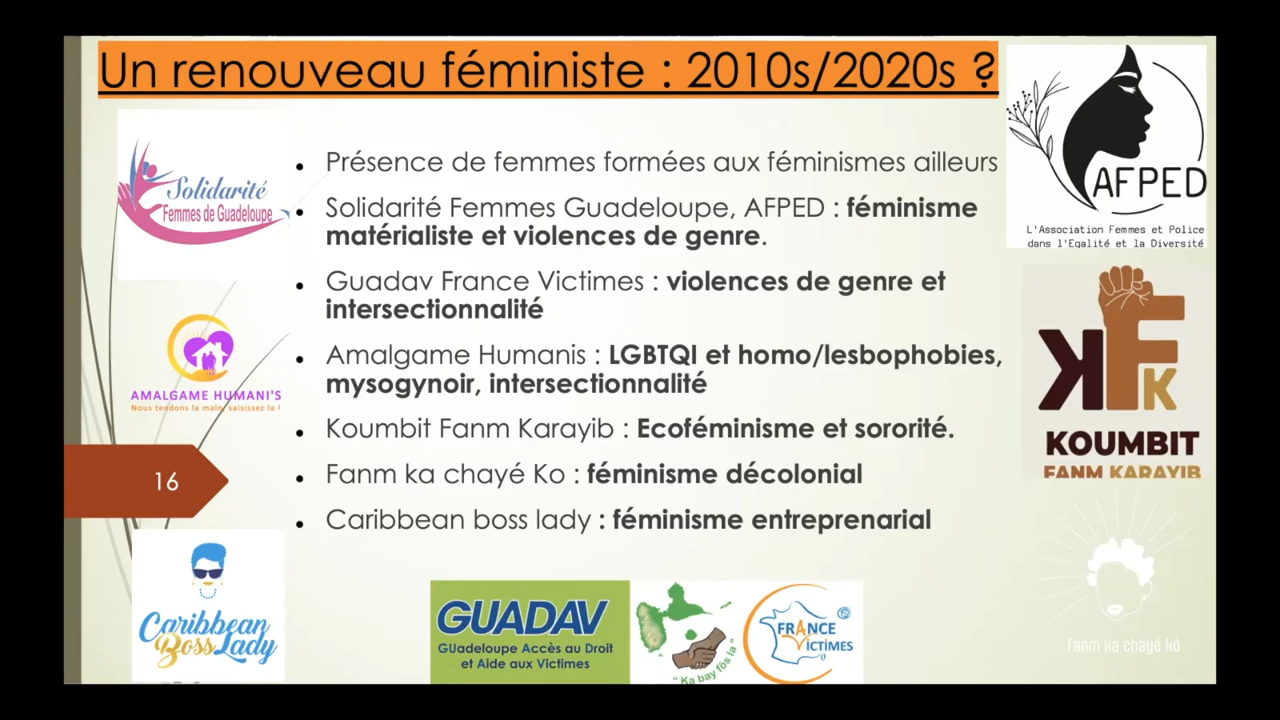 Un renouveau féministe : 2010s/2020s ?
Présence de femmes formées aux féminismes ailleurs
Solidarité Femmes Guadeloupe, AFPED : féminisme
matérialiste et violences de genre.
Guadav France Victimes : violences de genre et
intersectionnalité
Amalgame Humanis : LGBTQI et homo/lesbophobies,
mysogynoir, intersectionnalité
Koumbit Fanm Karayib : Ecoféminisme et sororité.
Fanm ka chayé Ko : féminisme décolonial
Caribbean boss lady : féminisme entreprenarial
16
Solidarité
Femmes de Guadeloupe
AMALGAME HUMANI'S
Nous tendons la main, saisissez la !
Caribbean
Boss Lady
GUADAV
GUadeloupe Accès au Droit
et Aide aux Victimes
"Ka bay fòs la"
FRANCE
VICTIMES
AFPED
L'Association Femmes et Police
dans l'Egalité et la Diversité
KFK
KOUMBIT
FANM KARAYIB
Fanm ka chayé kò